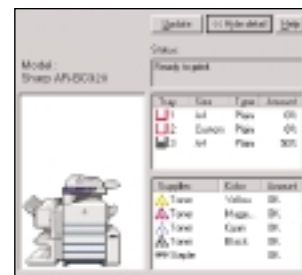 Update << Hide detail Help
Status:
Ready to print
Model :
Sharp AR-BC320
Tray Size Type Amount
1 A4 Plain 0%
2 Custom Plain 0%
3 A4 Plain
Supplies Color Amount
Toner Yellow OK
Toner Mage... OK
Toner Cyan OK
Toner Black OK
Staple OK